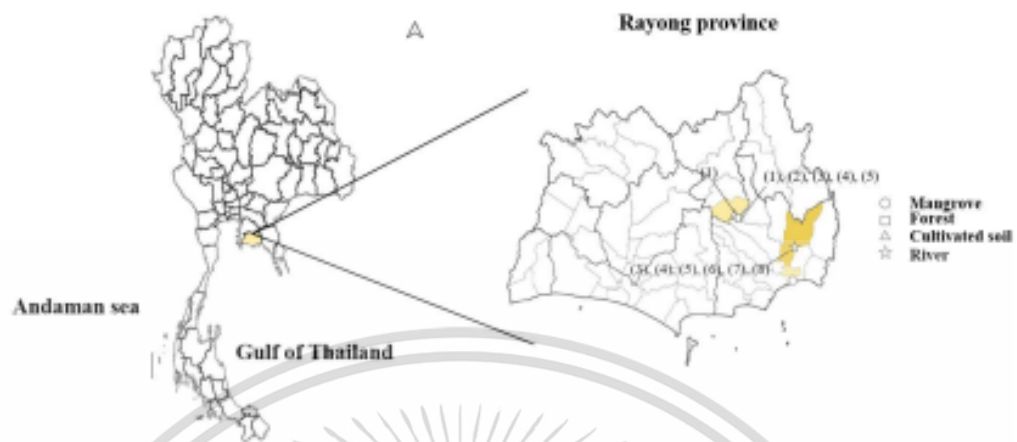 Rayong province
(1)
(1), (2), (3), (4), (5)
Mangrove
Forest
Cultivated soil
River
(3), (4), (5), (6), (7), (8)
Andaman sea
Gulf of Thailand